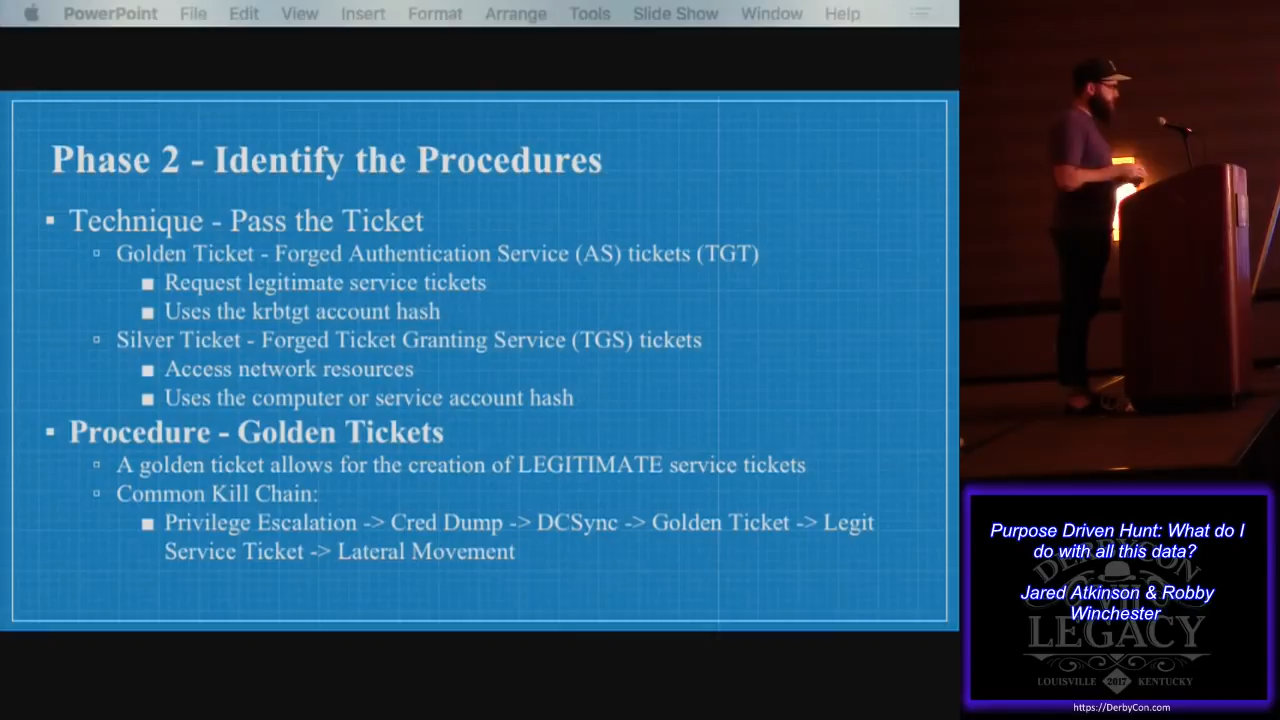 PowerPoint File Edit View Insert Format Arrange Tools Slide Show Window Help
Phase 2 - Identify the Procedures
▪ Technique - Pass the Ticket
▫ Golden Ticket - Forged Authentication Service (AS) tickets (TGT)
■ Request legitimate service tickets
■ Uses the krbtgt account hash
▫ Silver Ticket - Forged Ticket Granting Service (TGS) tickets
■ Access network resources
■ Uses the computer or service account hash
▪ Procedure - Golden Tickets
▫ A golden ticket allows for the creation of LEGITIMATE service tickets
▫ Common Kill Chain:
■ Privilege Escalation -> Cred Dump -> DCSync -> Golden Ticket -> Legit
Service Ticket -> Lateral Movement
Purpose Driven Hunt: What do I
do with all this data?
Jared Atkinson & Robby
Winchester
DERBYCON
VII
LEGACY
LOUISVILLE 2017 KENTUCKY
https://DerbyCon.com